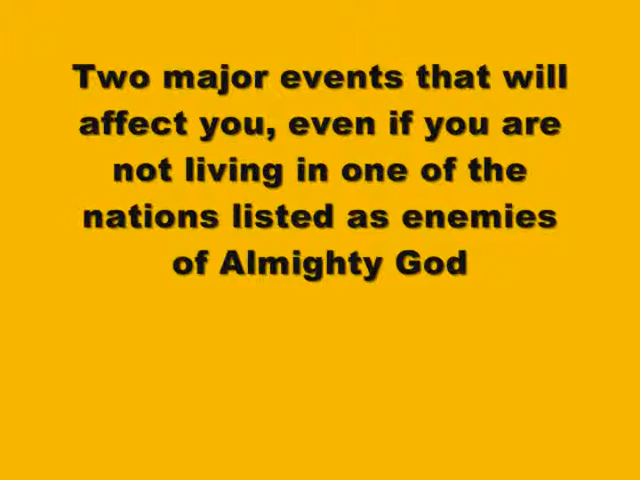 Two major events that will
affect you, even if you are
not living in one of the
nations listed as enemies
of Almighty God